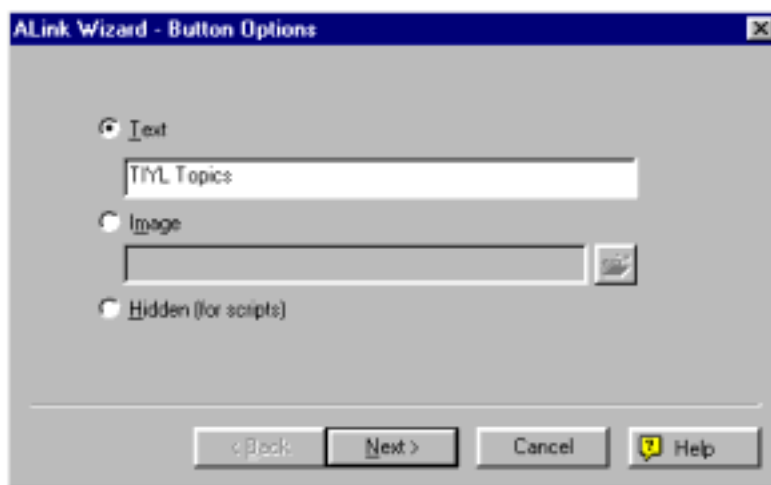 ALink Wizard - Button Options
Text
TIYL Topics
Image
Hidden (for scripts)
< Back
Next >
Cancel
Help